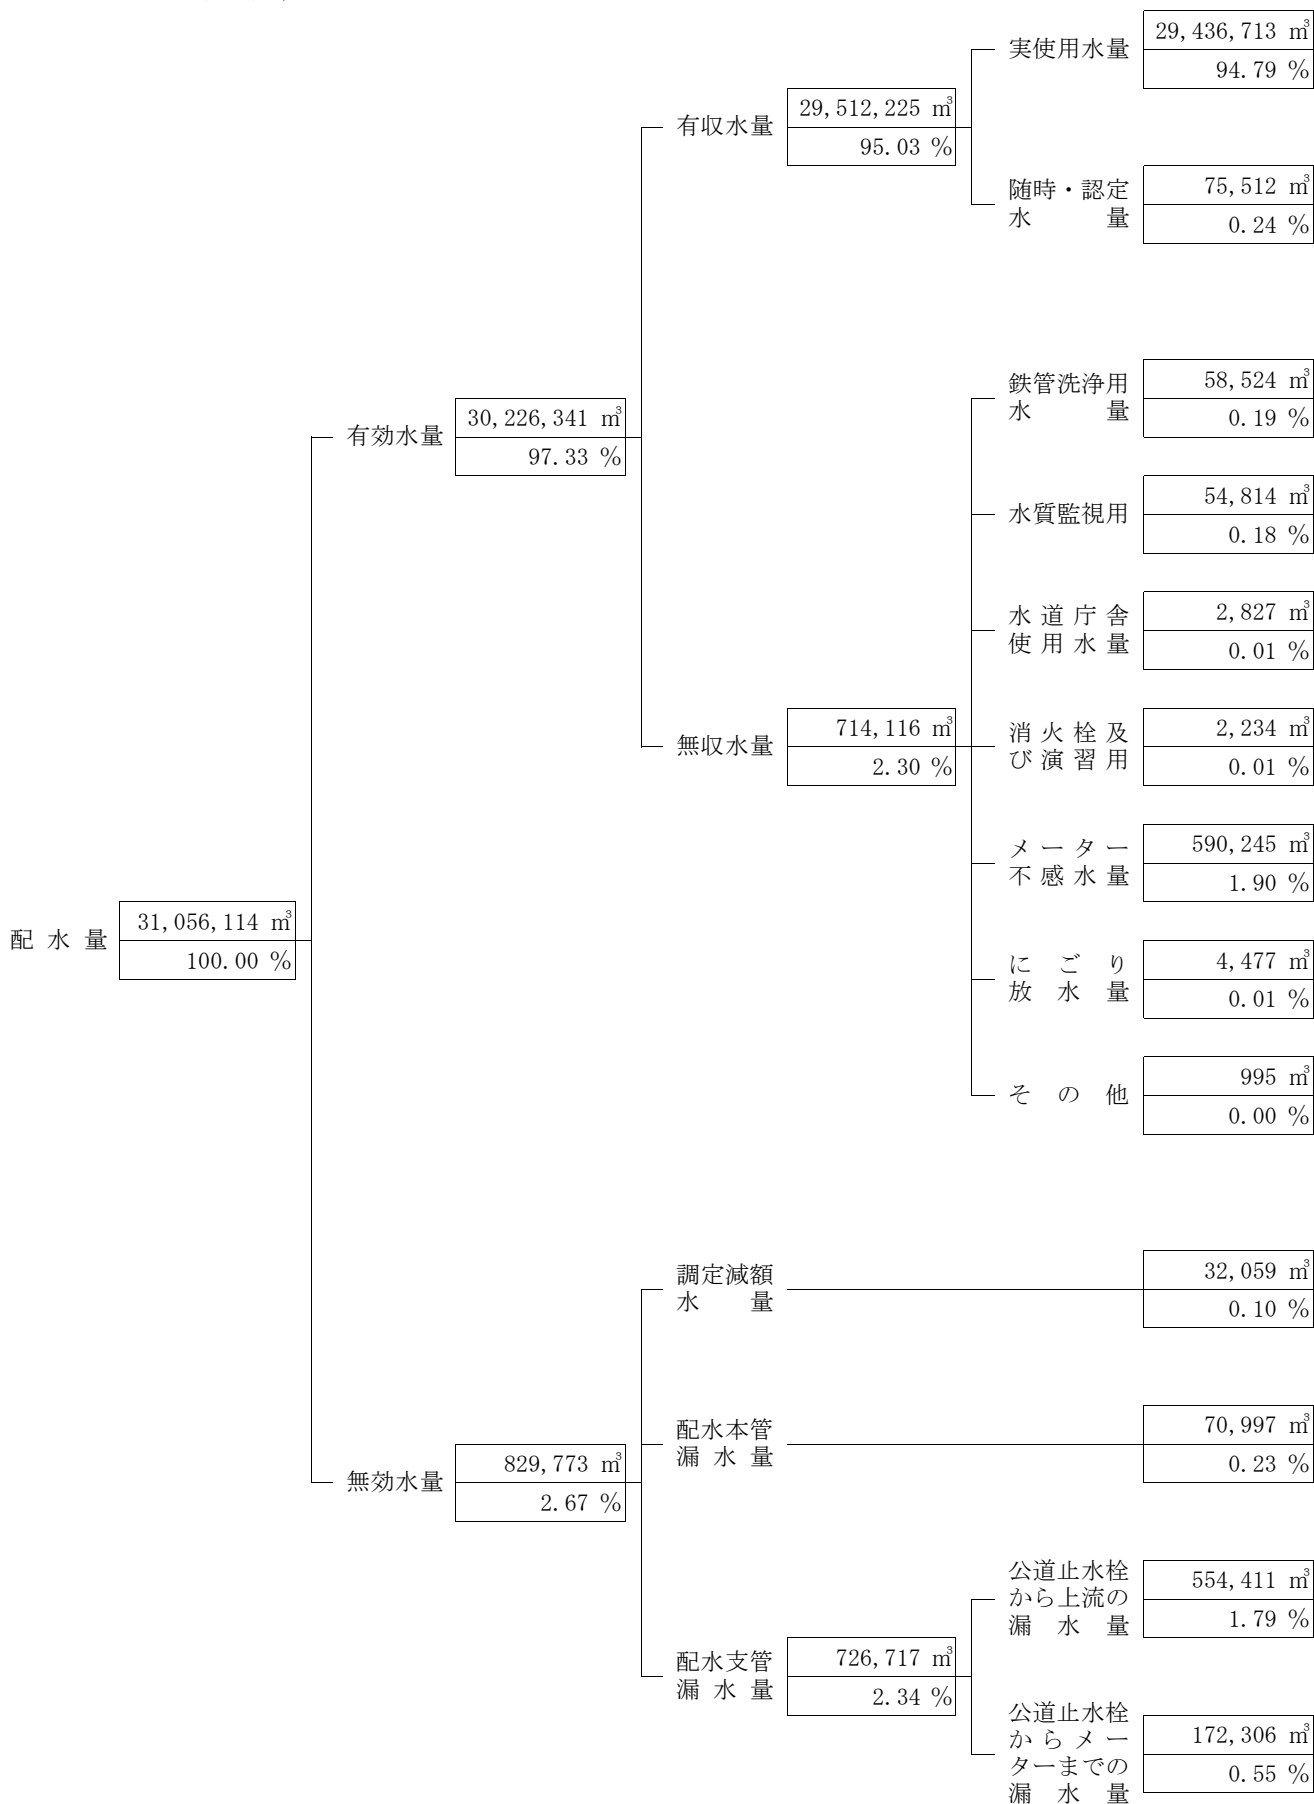 実使用水量
29,436,713 ㎥
94.79 %
有収水量
29,512,225 ㎥
95.03 %
随時・認定
水量
75,512 ㎥
0.24 %
鉄管洗浄用
水量
58,524 ㎥
0.19 %
有効水量
30,226,341 ㎥
97.33 %
水質監視用
54,814 ㎥
0.18 %
水道庁舎
使用水量
2,827 ㎥
0.01 %
無収水量
714,116 ㎥
2.30 %
消火栓及
び演習用
2,234 ㎥
0.01 %
メーター
不感水量
590,245 ㎥
1.90 %
配水量
31,056,114 ㎥
100.00 %
にごり
放水量
4,477 ㎥
0.01 %
その他
995 ㎥
0.00 %
調定減額
水量
32,059 ㎥
0.10 %
配水本管
漏水量
70,997 ㎥
0.23 %
無効水量
829,773 ㎥
2.67 %
公道止水栓
から上流の
漏水量
554,411 ㎥
1.79 %
配水支管
漏水量
726,717 ㎥
2.34 %
公道止水栓
からメー
ターまでの
漏水量
172,306 ㎥
0.55 %